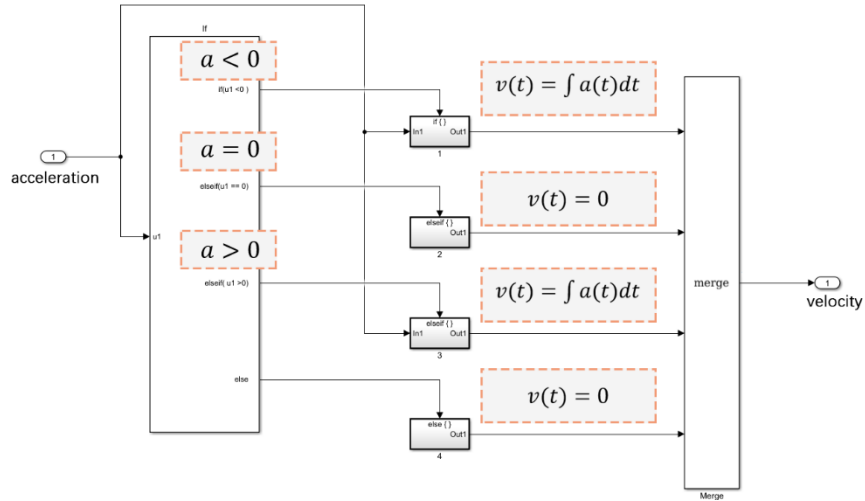 If
a < 0
if(u1 <0 )
a = 0
elseif(u1 == 0)
a > 0
u1
elseif( u1 >0)
else
1
acceleration
v(t) = ∫ a(t)dt
if { }
In1 Out1
1
v(t) = 0
elseif { }
Out1
2
v(t) = ∫ a(t)dt
elseif { }
In1 Out1
3
v(t) = 0
else { }
Out1
4
merge
Merge
1
velocity